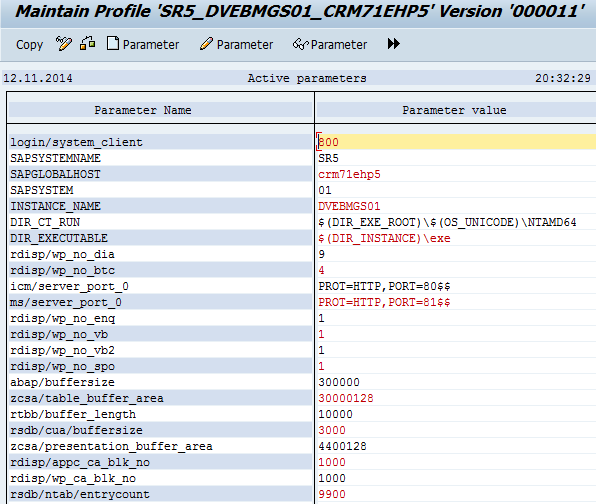 Maintain Profile 'SR5_DVEBMGS01_CRM71EHP5' Version '000011'
Copy Parameter Parameter Parameter
12.11.2014 Active parameters 20:32:29
Parameter Name Parameter value
login/system_client 800
SAPSYSTEMNAME SR5
SAPGLOBALHOST crm71ehp5
SAPSYSTEM 01
INSTANCE_NAME DVEBMGS01
DIR_CT_RUN $(DIR_EXE_ROOT)\$(OS_UNICODE)\NTAMD64
DIR_EXECUTABLE $(DIR_INSTANCE)\exe
rdisp/wp_no_dia 9
rdisp/wp_no_btc 4
icm/server_port_0 PROT=HTTP,PORT=80$$
ms/server_port_0 PROT=HTTP,PORT=81$$
rdisp/wp_no_enq 1
rdisp/wp_no_vb 1
rdisp/wp_no_vb2 1
rdisp/wp_no_spo 1
abap/buffersize 300000
zcsa/table_buffer_area 30000128
rtbb/buffer_length 10000
rsdb/cua/buffersize 3000
zcsa/presentation_buffer_area 4400128
rdisp/appc_ca_blk_no 1000
rdisp/wp_ca_blk_no 1000
rsdb/ntab/entrycount 9900